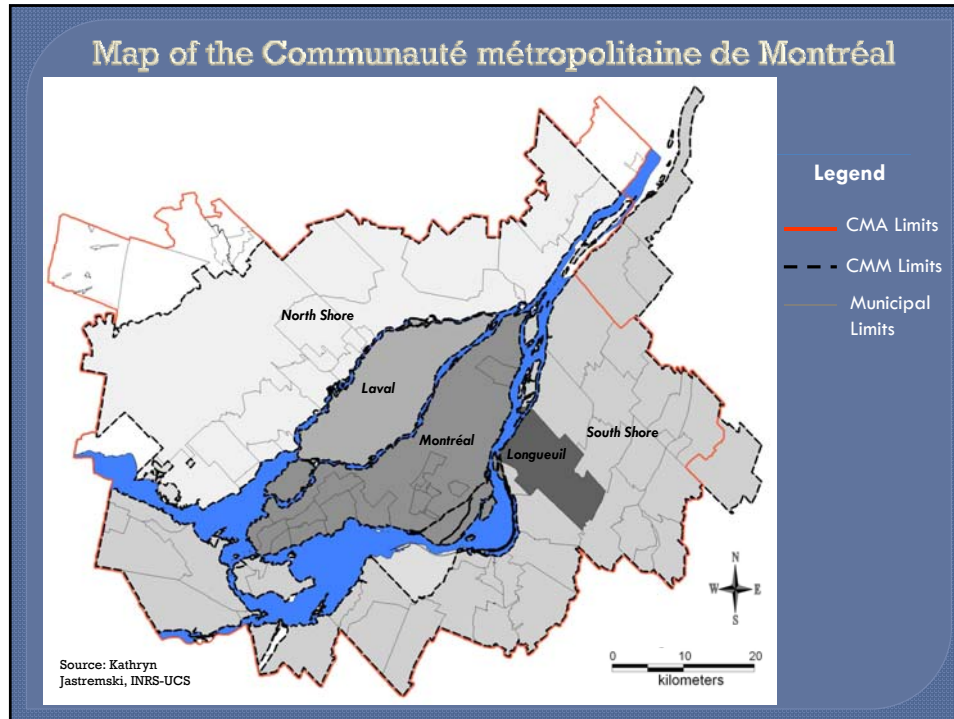 Map of the Communauté métropolitaine de Montréal
Legend
CMA Limits
CMM Limits
Municipal
Limits
North Shore
Laval
Montréal
Longueuil
South Shore
N
W E
S
0 10 20
kilometers
Source: Kathryn
Jastremski, INRS-UCS